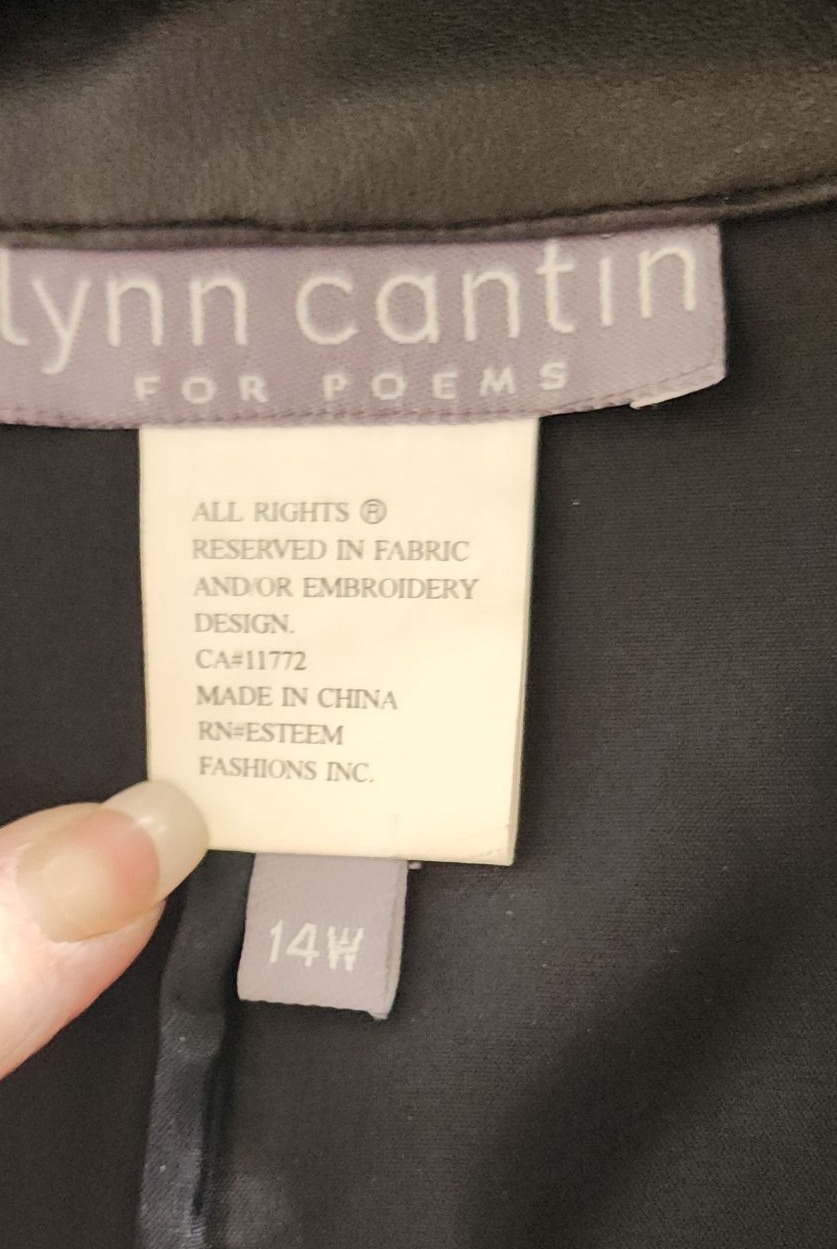 lynn cantin
FOR POEMS
ALL RIGHTS ®
RESERVED IN FABRIC
AND/OR EMBROIDERY
DESIGN.
CA#11772
MADE IN CHINA
RN#ESTEEM
FASHIONS INC.
14W